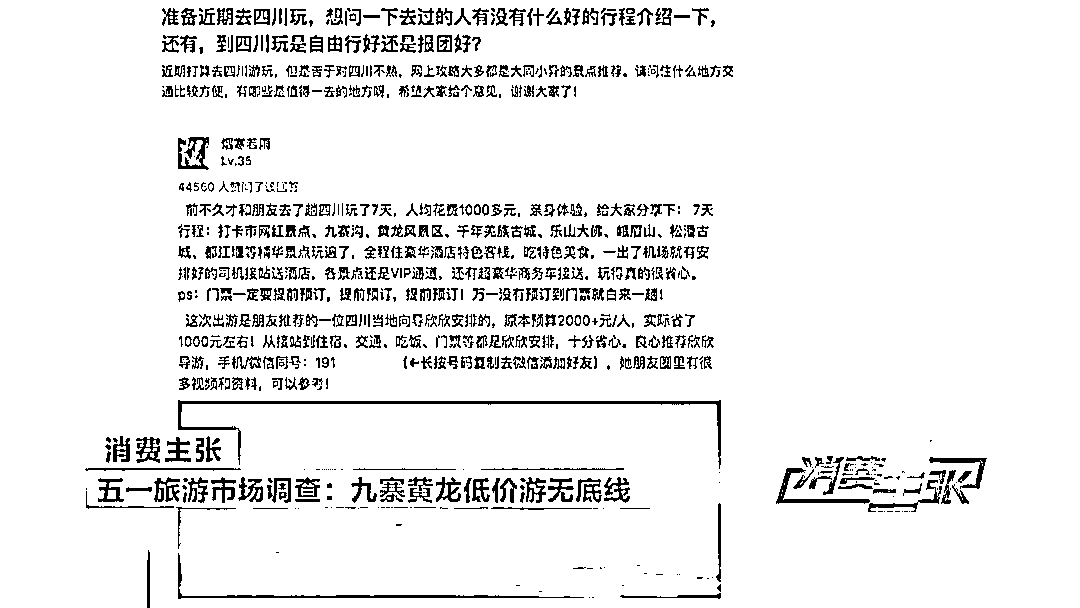 准备近期去四川玩，想问一下去过的人有没有什么好的行程介绍一下，
还有，到四川玩是自由行好还是报团好？
近期打算去四川游玩，但是苦于对四川不熟，网上攻略大多都是大同小异的景点推荐。请问住什么地方交
通比较方便，有哪些是值得一去的地方呀，希望大家给个意见，谢谢大家了！
烟寒若雨
Lv.35
44560 人赞同了该回答
前不久才和朋友去了趟四川玩了7天，人均花费1000多元，亲身体验，给大家分享下： 7天
行程：打卡市网红景点、九寨沟、黄龙风景区、千年羌族古城、乐山大佛、峨眉山、松潘古
城、都江堰等精华景点玩遍了，全程住豪华酒店特色客栈，吃特色美食，一出了机场就有安
排好的司机接站送酒店，各景点还是VIP通道，还有超豪华商务车接送，玩得真的很省心。
ps：门票一定要提前预订，提前预订，提前预订！万一没有预订到门票就白来一趟！
这次出游是朋友推荐的一位四川当地向导欣欣安排的，原本预算2000+元/人，实际省了
1000元左右！从接站到住宿、交通、吃饭、门票等都是欣欣安排，十分省心。良心推荐欣欣
导游，手机/微信同号：191 （←长按号码复制去微信添加好友），她朋友圈里有很
多视频和资料，可以参考！
消费主张
五一旅游市场调查：九寨黄龙低价游无底线
消费主张